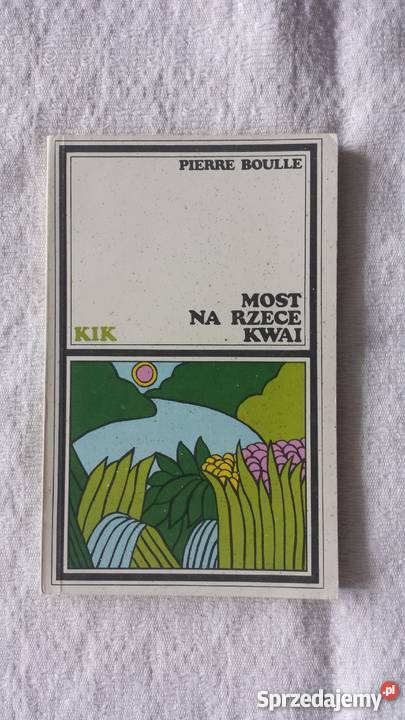 PIERRE BOULLE
MOST
NA RZECE
KIK KWAI
Sprzedajemy.pl